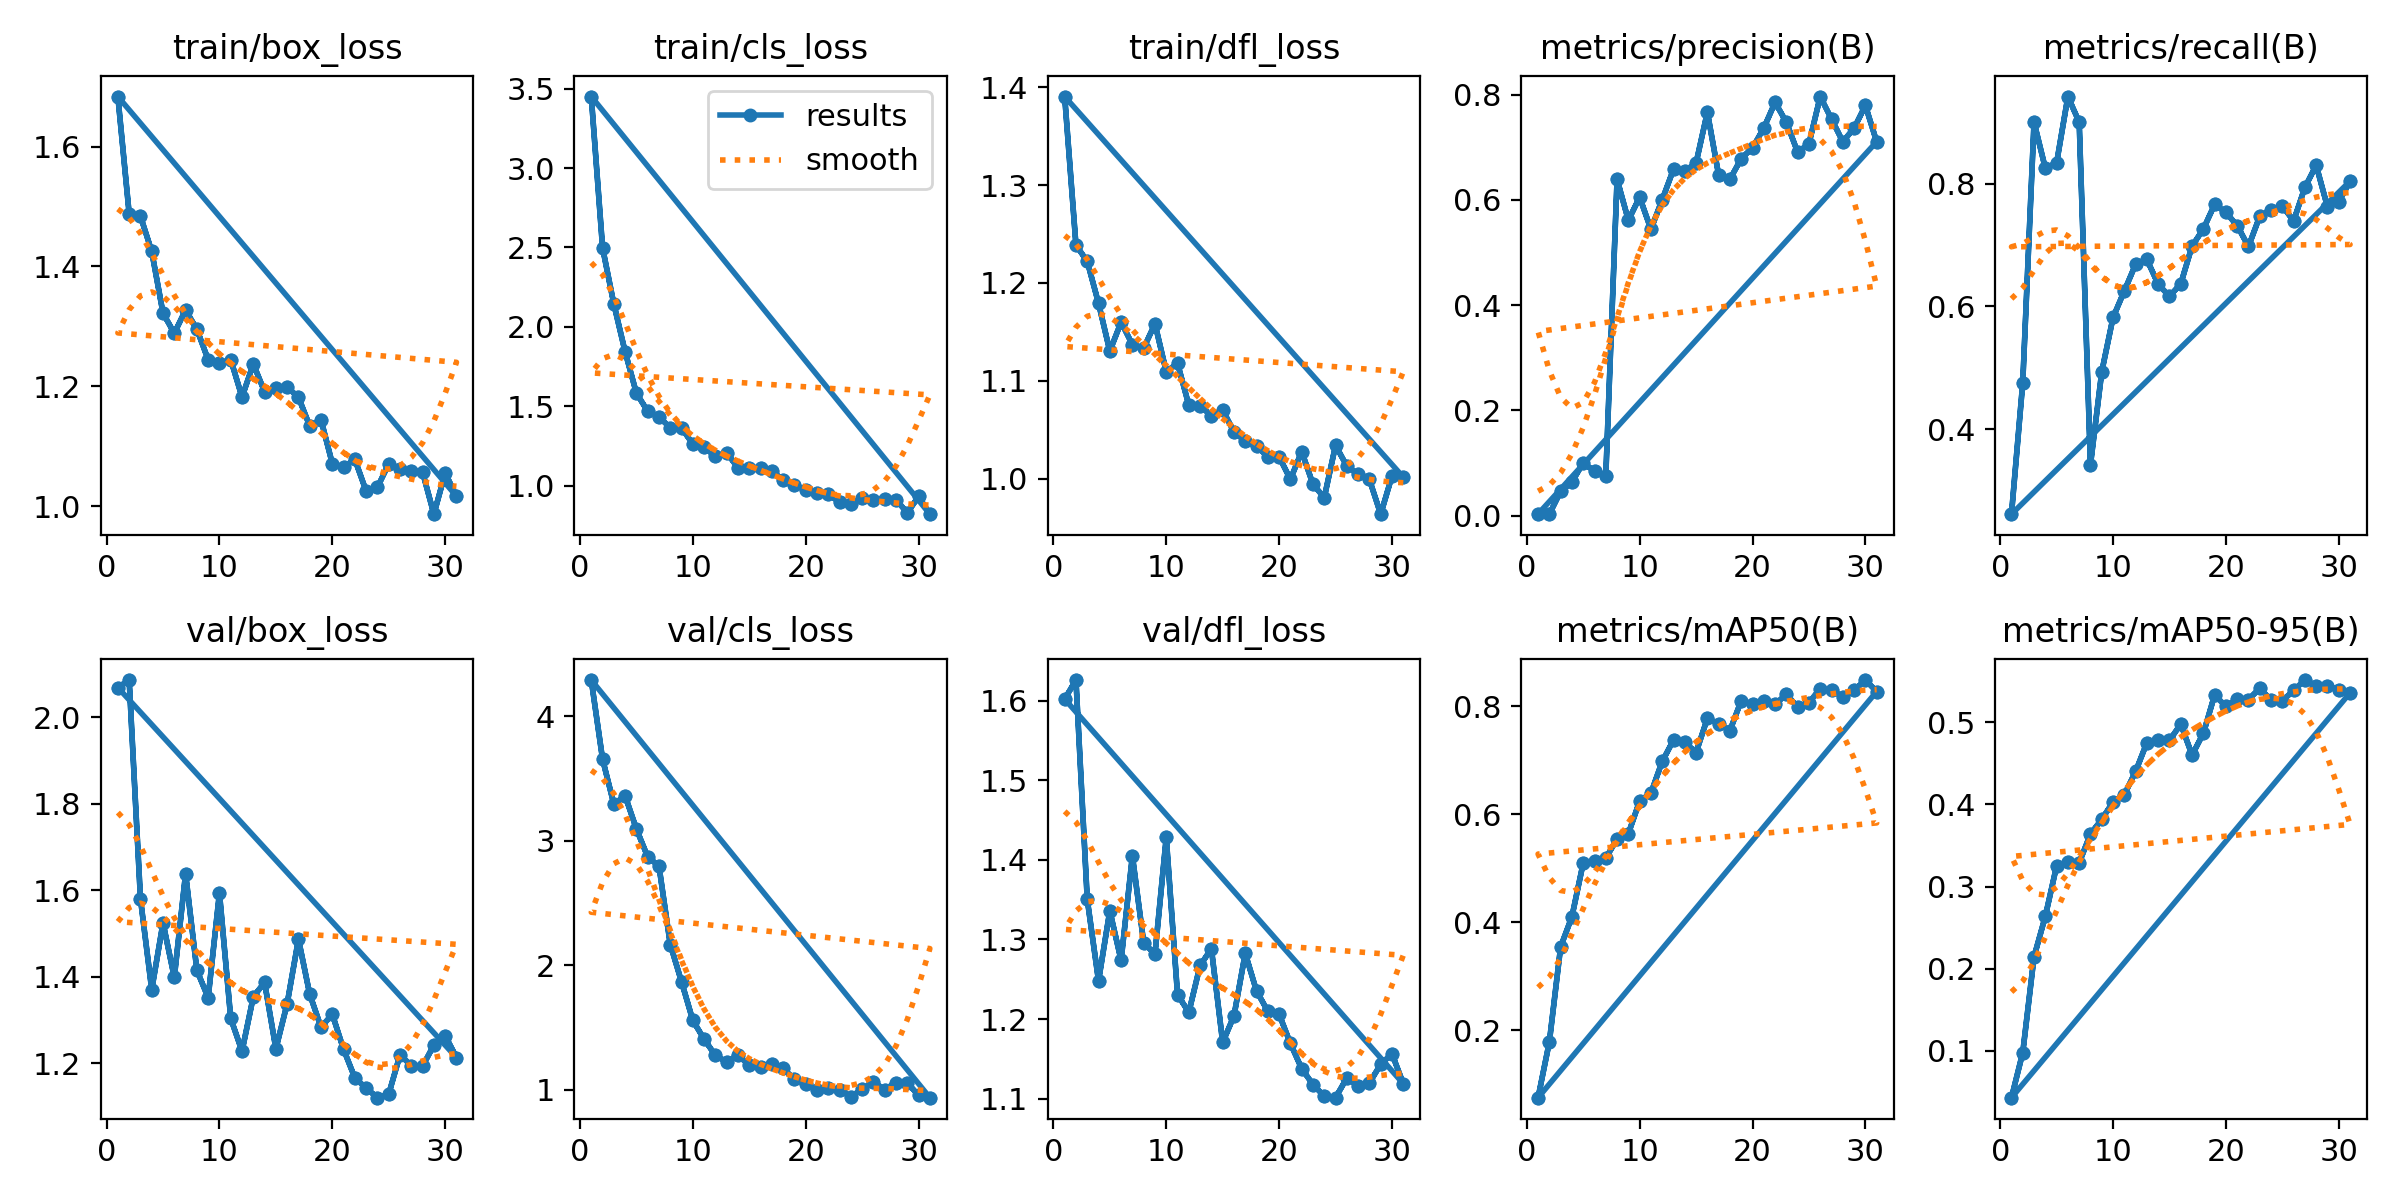 train/box_loss
1.6
1.4
1.2
1.0
0 10 20 30
train/cls_loss
results
smooth
3.5
3.0
2.5
2.0
1.5
1.0
0 10 20 30
train/dfl_loss
1.4
1.3
1.2
1.1
1.0
0 10 20 30
metrics/precision(B)
0.8
0.6
0.4
0.2
0.0
0 10 20 30
metrics/recall(B)
0.8
0.6
0.4
0 10 20 30
val/box_loss
2.0
1.8
1.6
1.4
1.2
0 10 20 30
val/cls_loss
4
3
2
1
0 10 20 30
val/dfl_loss
1.6
1.5
1.4
1.3
1.2
1.1
0 10 20 30
metrics/mAP50(B)
0.8
0.6
0.4
0.2
0 10 20 30
metrics/mAP50-95(B)
0.5
0.4
0.3
0.2
0.1
0 10 20 30